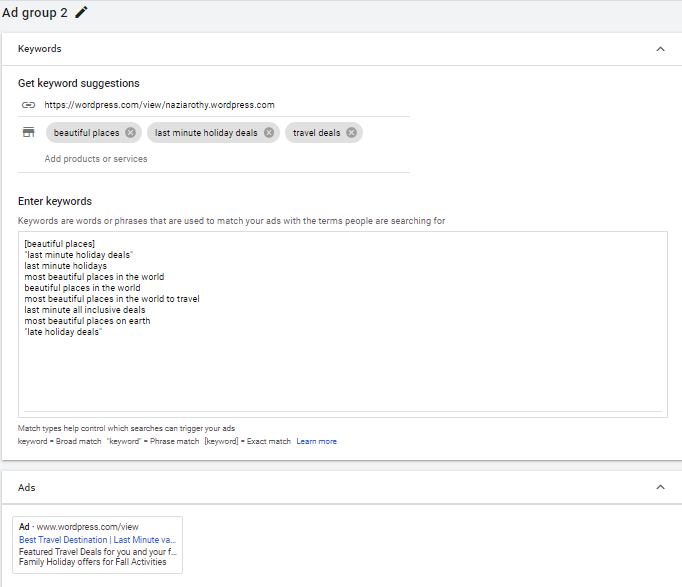 Ad group 2
Keywords
Get keyword suggestions
https://wordpress.com/view/naziarothy.wordpress.com
beautiful places last minute holiday deals travel deals
Add products or services
Enter keywords
Keywords are words or phrases that are used to match your ads with the terms people are searching for
[beautiful places]
"last minute holiday deals"
last minute holidays
most beautiful places in the world
beautiful places in the world
most beautiful places in the world to travel
last minute all inclusive deals
most beautiful places on earth
"late holiday deals"
Match types help control which searches can trigger your ads
keyword = Broad match "keyword" = Phrase match [keyword] = Exact match Learn more
Ads
Ad · www.wordpress.com/view
Best Travel Destination | Last Minute va...
Featured Travel Deals for you and your f...
Family Holiday offers for Fall Activities